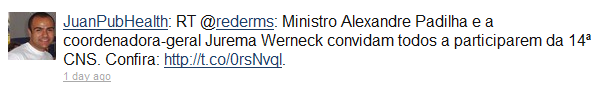 JuanPubHealth: RT @rederms: Ministro Alexandre Padilha e a
coordenadora-geral Jurema Werneck convidam todos a participarem da 14ª
CNS. Confira: http://t.co/0rsNvql.
1 day ago